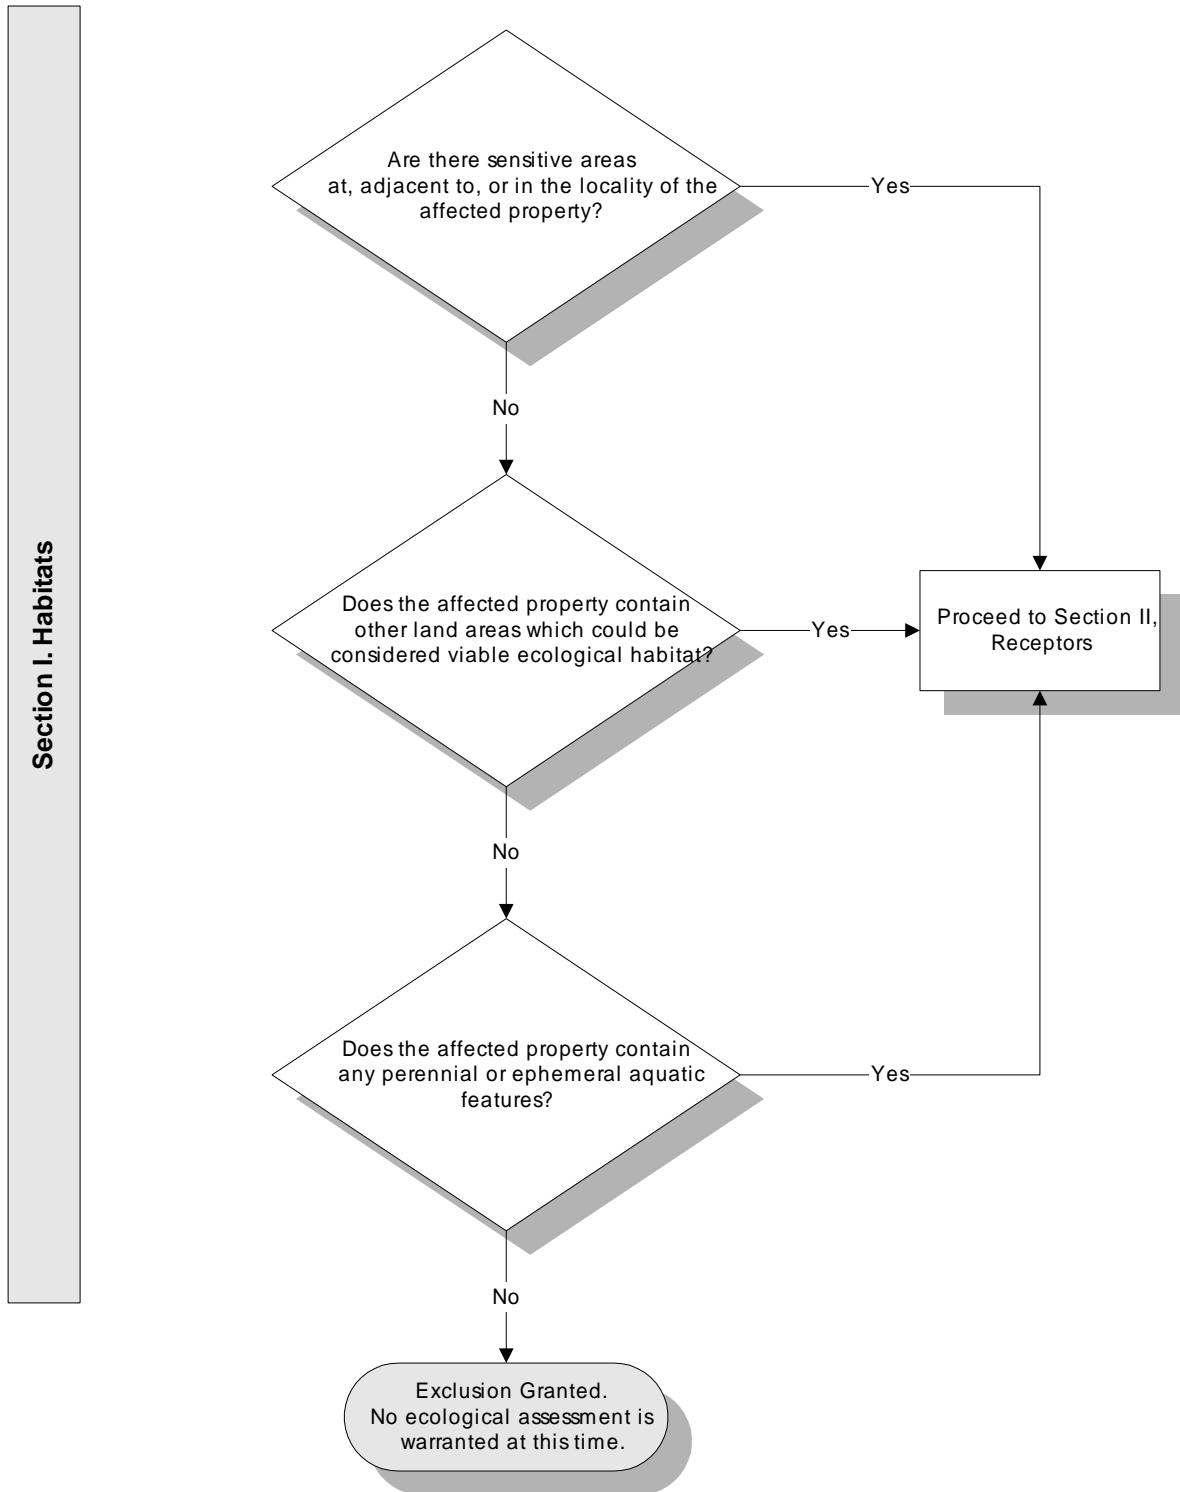 Section I. Habitats
Are there sensitive areas
at, adjacent to, or in the locality of the
affected property?
Yes
No
Does the affected property contain
other land areas which could be
considered viable ecological habitat?
Yes
Proceed to Section II,
Receptors
No
Does the affected property contain
any perennial or ephemeral aquatic
features?
Yes
No
Exclusion Granted.
No ecological assessment is
warranted at this time.